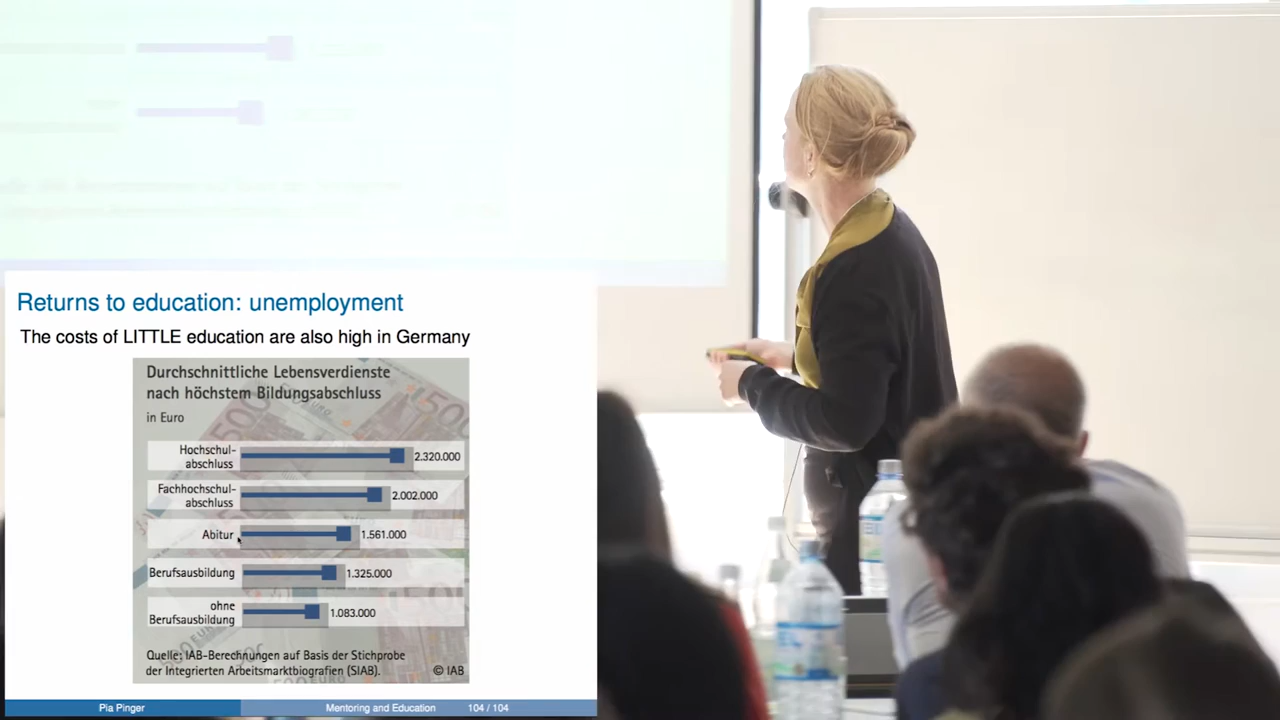 Returns to education: unemployment
The costs of LITTLE education are also high in Germany
Durchschnittliche Lebensverdienste
nach höchstem Bildungsabschluss
in Euro
Hochschul-
abschluss
2.320.000
Fachhochschul-
abschluss
2.002.000
Abitur
1.561.000
Berufsausbildung
1.325.000
ohne
Berufsausbildung
1.083.000
Quelle: IAB-Berechnungen auf Basis der Stichprobe
der Integrierten Arbeitsmarktbiografien (SIAB).
© IAB
Pia Pinger
Mentoring and Education
104 / 104